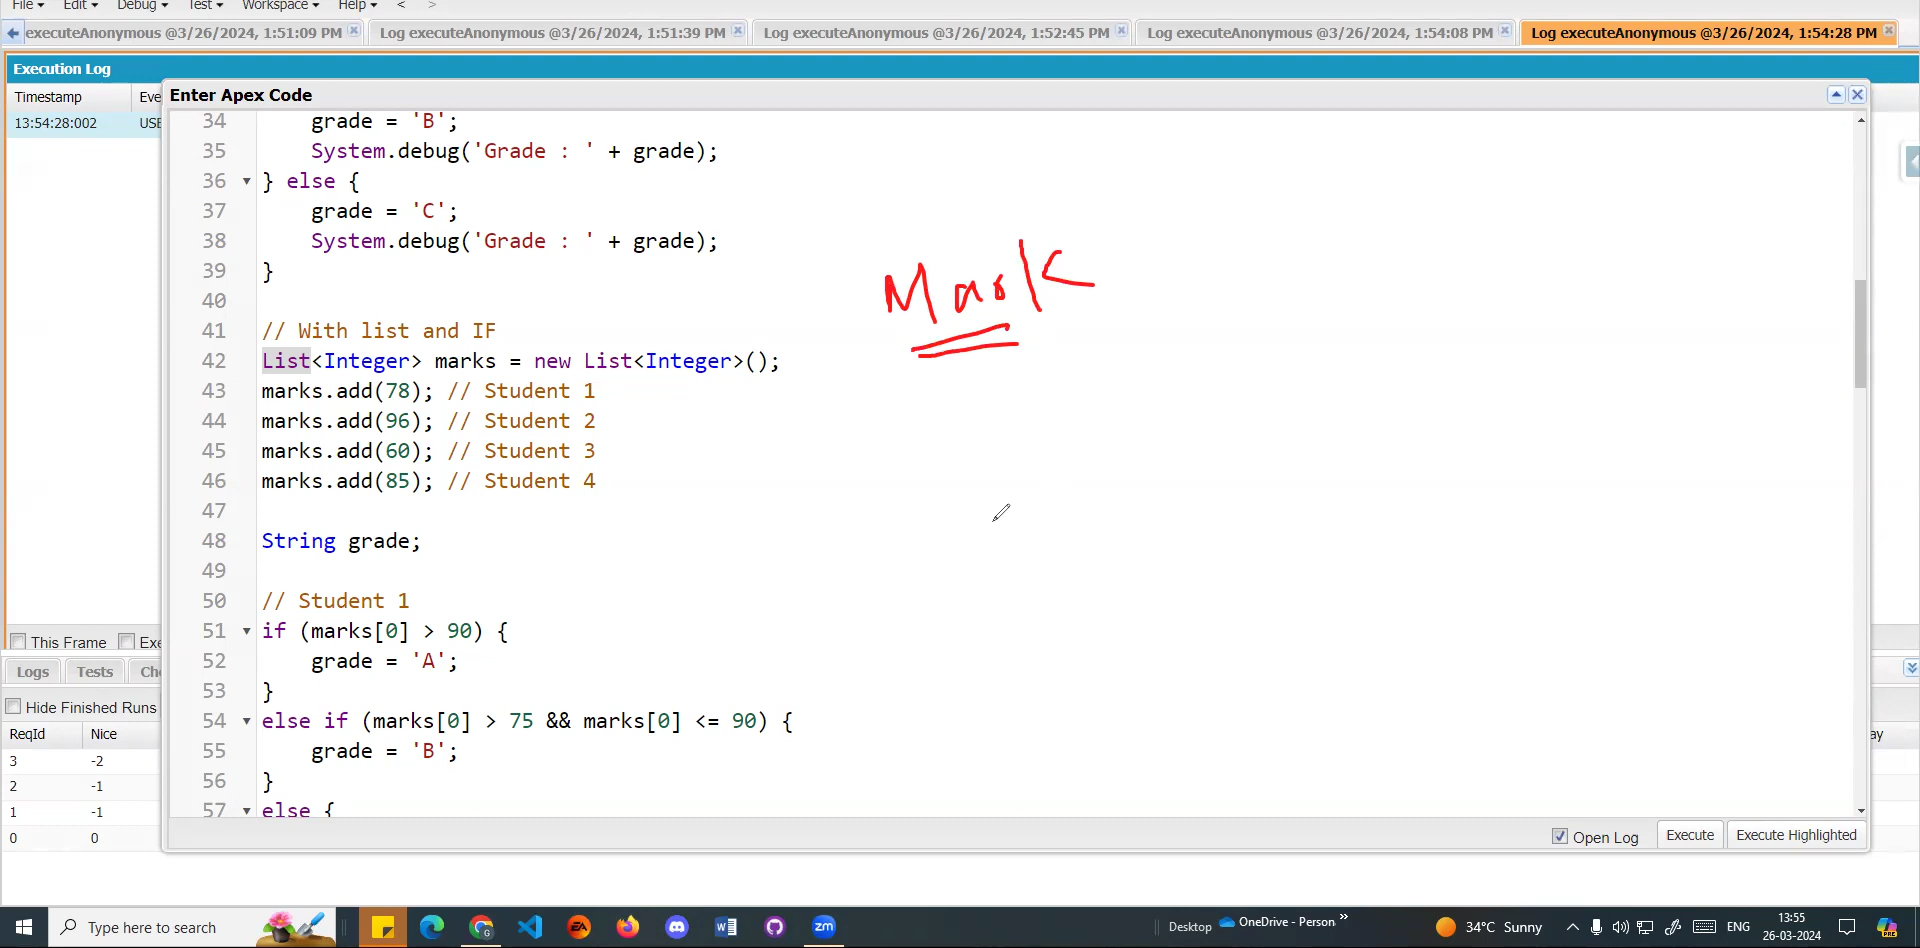 File Edit Debug Test Workspace Help < >
executeAnonymous @3/26/2024, 1:51:09 PM Log executeAnonymous @3/26/2024, 1:51:39 PM Log executeAnonymous @3/26/2024, 1:52:45 PM Log executeAnonymous @3/26/2024, 1:54:08 PM Log executeAnonymous @3/26/2024, 1:54:28 PM
Execution Log
Timestamp Eve
13:54:28:002 USE
Enter Apex Code
34 grade = 'B';
35 System.debug('Grade : ' + grade);
36 } else {
37 grade = 'C';
38 System.debug('Grade : ' + grade);
39 }
Mark
40
41 // With list and IF
42 List<Integer> marks = new List<Integer>();
43 marks.add(78); // Student 1
44 marks.add(96); // Student 2
45 marks.add(60); // Student 3
46 marks.add(85); // Student 4
47
48 String grade;
49
50 // Student 1
51 if (marks[0] > 90) {
52 grade = 'A';
53 }
54 else if (marks[0] > 75 && marks[0] <= 90) {
55 grade = 'B';
56 }
57 else {
Open Log Execute Execute Highlighted
This Frame Exe
Logs Tests Che
Hide Finished Runs
ReqId Nice ay
3 -2
2 -1
1 -1
0 0
Type here to search zm Desktop OneDrive - Person » 34°C Sunny ENG 13:55
26-03-2024